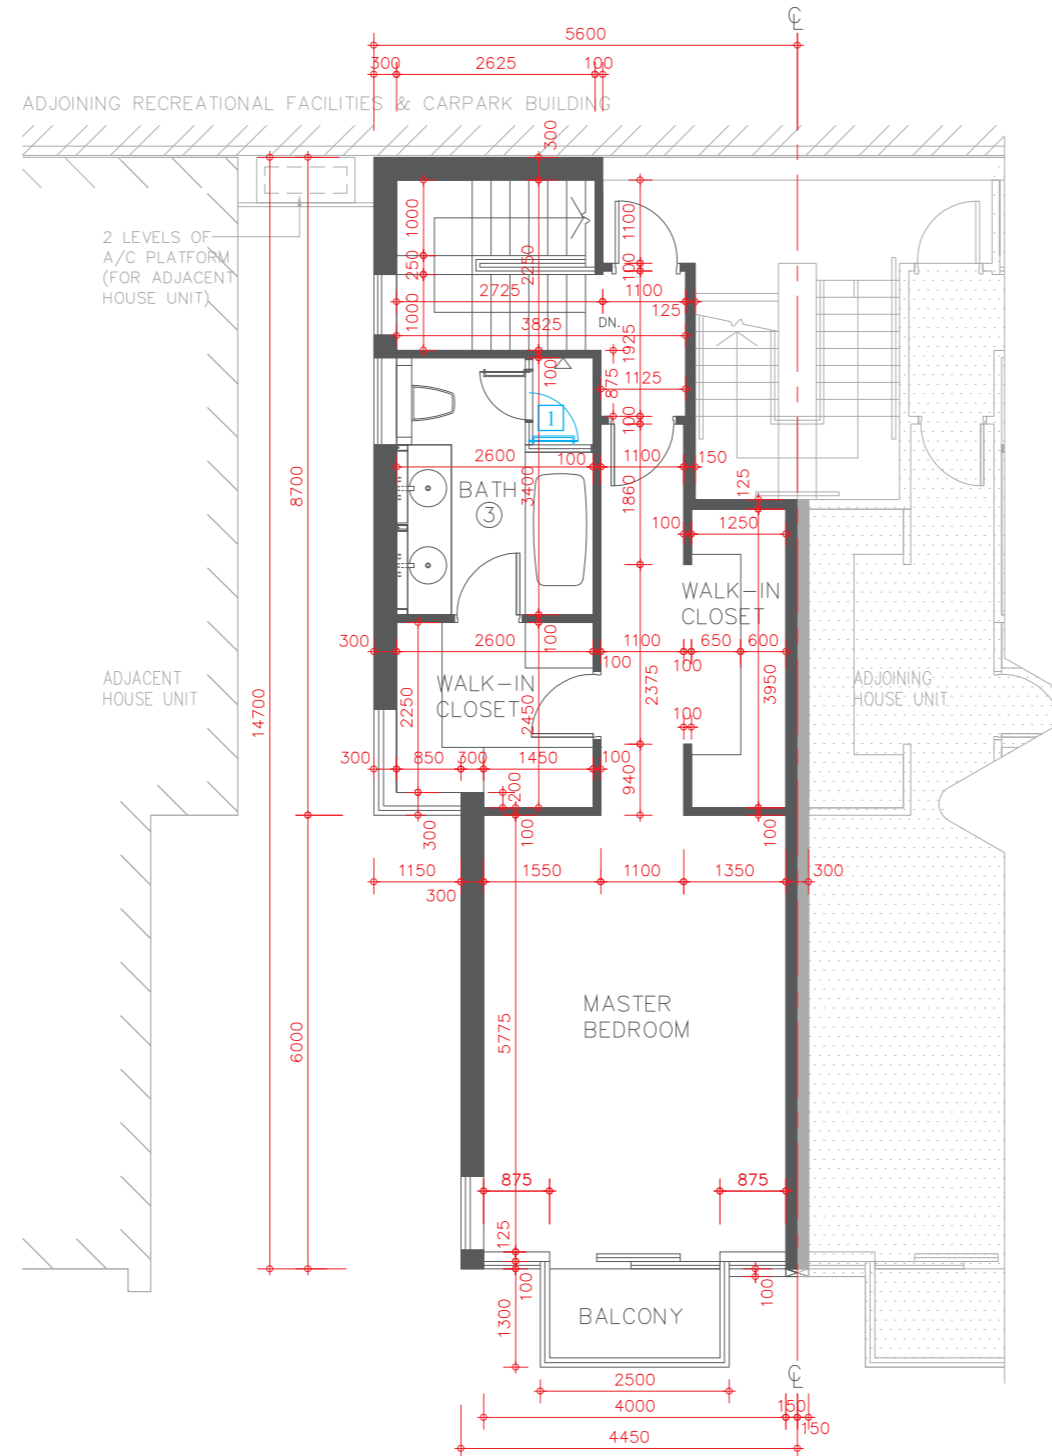 ℄
5600
300 2625 100
ADJOINING RECREATIONAL FACILITIES & CARPARK BUILDING
300
2 LEVELS OF
A/C PLATFORM
(FOR ADJACENT
HOUSE UNIT)
1000
250
1000
2250
1100
100
2725 1100
125
DN.
3825
1925
100
875
1125
100
1
2600 100 1100 150
BATH
3
3400
1860
125
8700
100 1250
WALK-IN
CLOSET
300 2600 100 1100 650 600
100 100
WALK-IN
CLOSET
2250
2450
2375
3950
ADJACENT
HOUSE UNIT
ADJOINING
HOUSE UNIT
14700
100
300 850 300 1450 100
200
940
300
100
100
1150 1550 1100 1350 300
300
MASTER
BEDROOM
5775
6000
875 875
125
100
100
1300
BALCONY
℄
2500
4000 150
150
4450